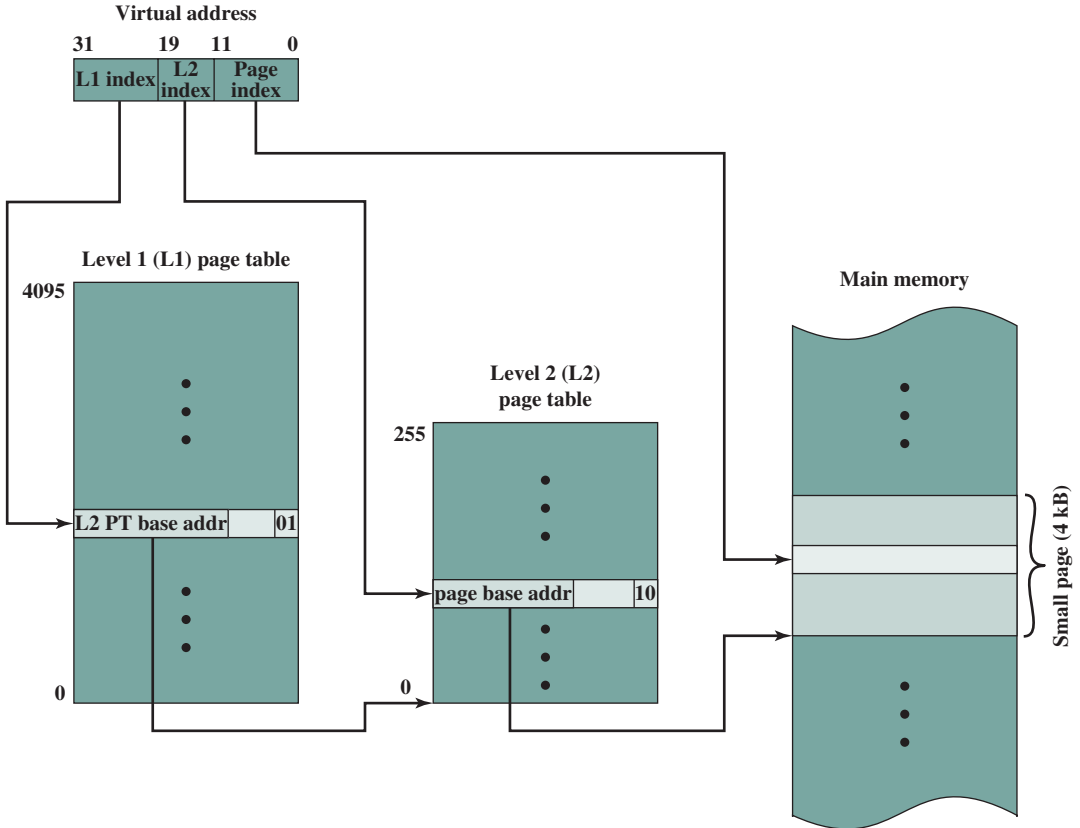 Virtual address
31 19 11 0
L1 index
L2
index
Page
index
Level 1 (L1) page table
4095
L2 PT base addr 01
0
Level 2 (L2)
page table
255
page base addr 10
0
Main memory
Small page (4 kB)